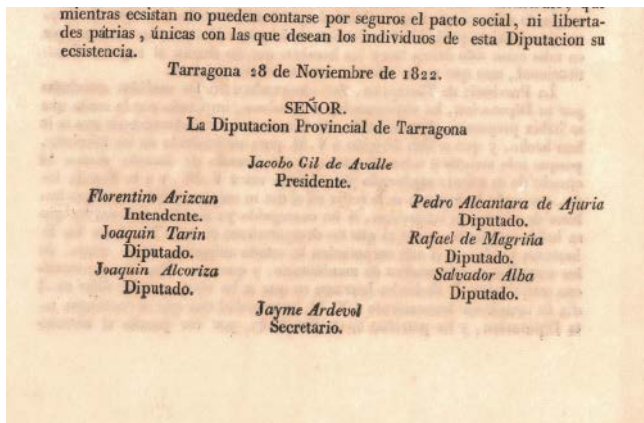 mientras ecsistan no pueden contarse por seguros el pacto social, ni liberta-
des pátrias, únicas con las que desean los individuos de esta Diputacion su
ecsistencia.
Tarragona 28 de Noviembre de 1822.
SEÑOR.
La Diputacion Provincial de Tarragona
Jacobo Gil de Avalle
Presidente.
Florentino Arizcun
Intendente.
Joaquin Tarin
Diputado.
Joaquin Alcoriza
Diputado.
Pedro Alcantara de Ajuria
Diputado.
Rafael de Magriñá
Diputado.
Salvador Alba
Diputado.
Jayme Ardevol
Secretario.